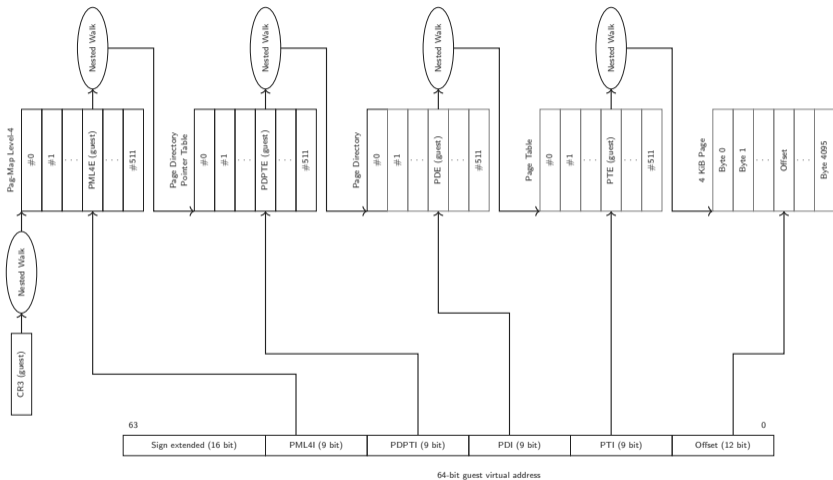 Nested Walk
Nested Walk
Nested Walk
Nested Walk
Pag-Map Level-4
#0
#1
· · ·
PML4E (guest)
· · ·
#511
Page Directory
Pointer Table
#0
#1
· · ·
PDPTE (guest)
· · ·
#511
Page Directory
#0
#1
· · ·
PDE (guest)
· · ·
#511
Page Table
#0
#1
· · ·
PTE (guest)
· · ·
#511
4 KiB Page
Byte 0
Byte 1
· · ·
Offset
· · ·
Byte 4095
Nested Walk
CR3 (guest)
63
0
Sign extended (16 bit)
PML4I (9 bit)
PDPTI (9 bit)
PDI (9 bit)
PTI (9 bit)
Offset (12 bit)
64-bit guest virtual address